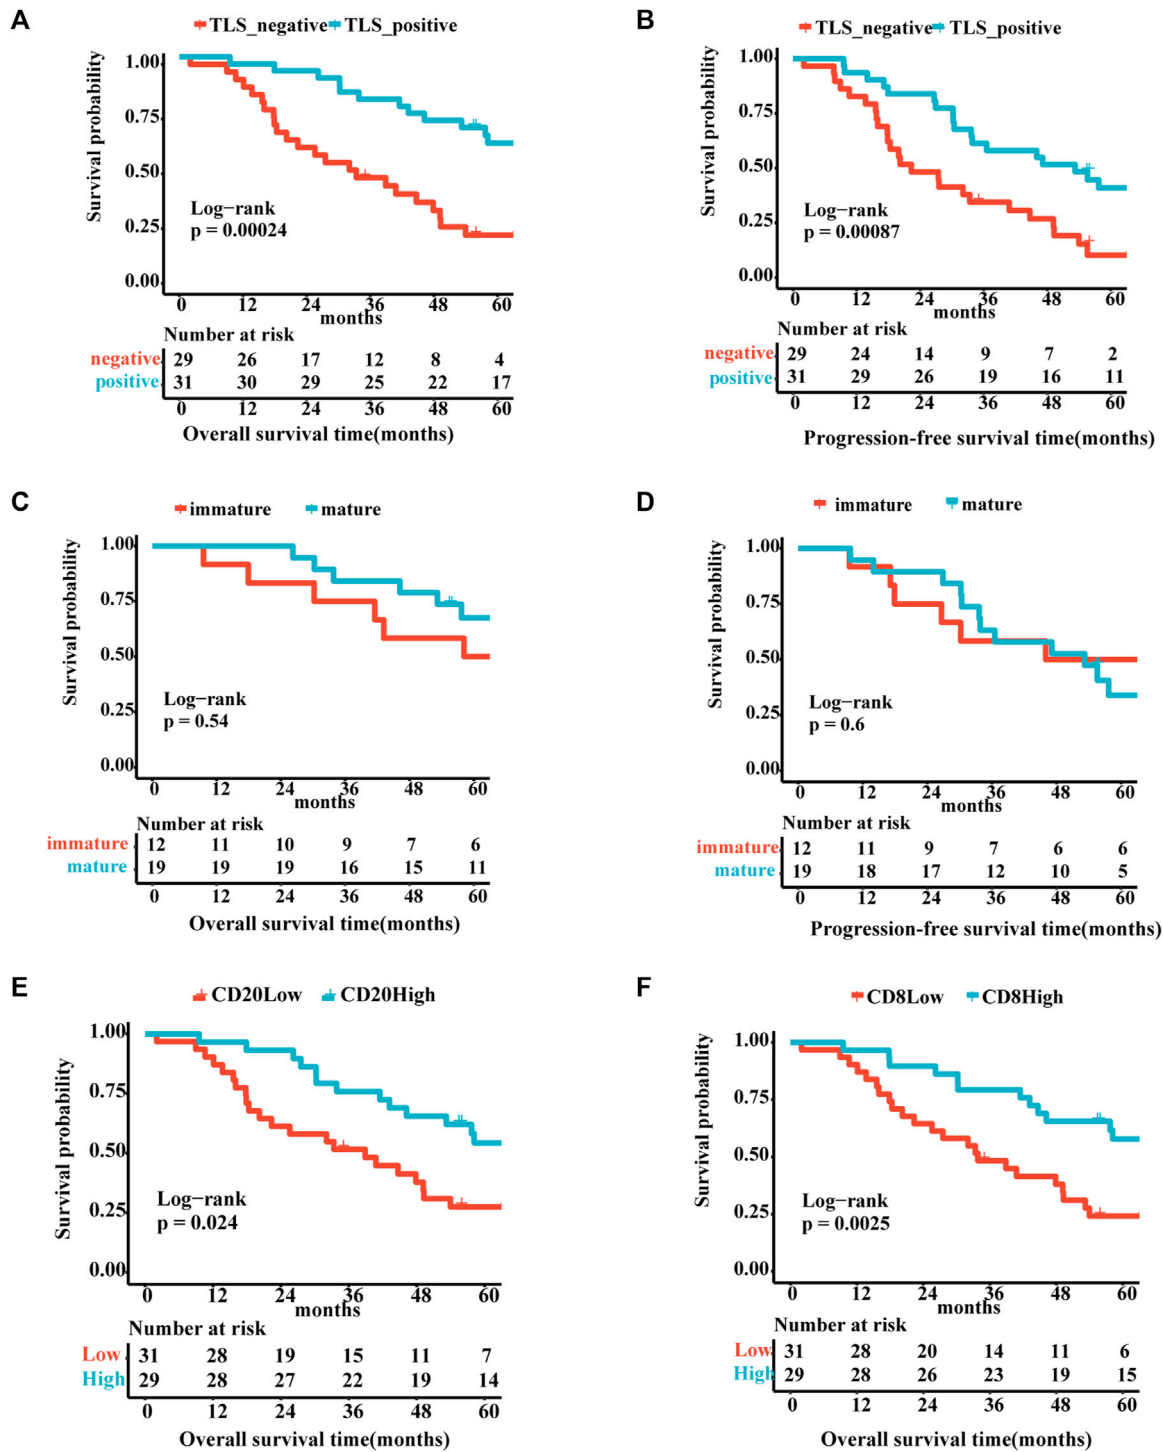 A
TLS_negative TLS_positive
Survival probability
1.00
0.75
0.50
0.25
0.00
Log−rank
p = 0.00024
0 12 24 36 48 60
months
Number at risk
negative 29 26 17 12 8 4
positive 31 30 29 25 22 17
0 12 24 36 48 60
Overall survival time(months)
B
TLS_negative TLS_positive
Survival probability
1.00
0.75
0.50
0.25
0.00
Log−rank
p = 0.00087
0 12 24 36 48 60
months
Number at risk
negative 29 24 14 9 7 2
positive 31 29 26 19 16 11
0 12 24 36 48 60
Progression-free survival time(months)
C
immature mature
Survival probability
1.00
0.75
0.50
0.25
0.00
Log−rank
p = 0.54
0 12 24 36 48 60
months
Number at risk
immature 12 11 10 9 7 6
mature 19 19 19 16 15 11
0 12 24 36 48 60
Overall survival time(months)
D
immature mature
Survival probability
1.00
0.75
0.50
0.25
0.00
Log−rank
p = 0.6
0 12 24 36 48 60
months
Number at risk
immature 12 11 9 7 6 6
mature 19 18 17 12 10 5
0 12 24 36 48 60
Progression-free survival time(months)
E
CD20Low CD20High
Survival probability
1.00
0.75
0.50
0.25
0.00
Log−rank
p = 0.024
0 12 24 36 48 60
months
Number at risk
Low 31 28 19 15 11 7
High 29 28 27 22 19 14
0 12 24 36 48 60
Overall survival time(months)
F
CD8Low CD8High
Survival probability
1.00
0.75
0.50
0.25
0.00
Log−rank
p = 0.0025
0 12 24 36 48 60
months
Number at risk
Low 31 28 20 14 11 6
High 29 28 26 23 19 15
0 12 24 36 48 60
Overall survival time(months)